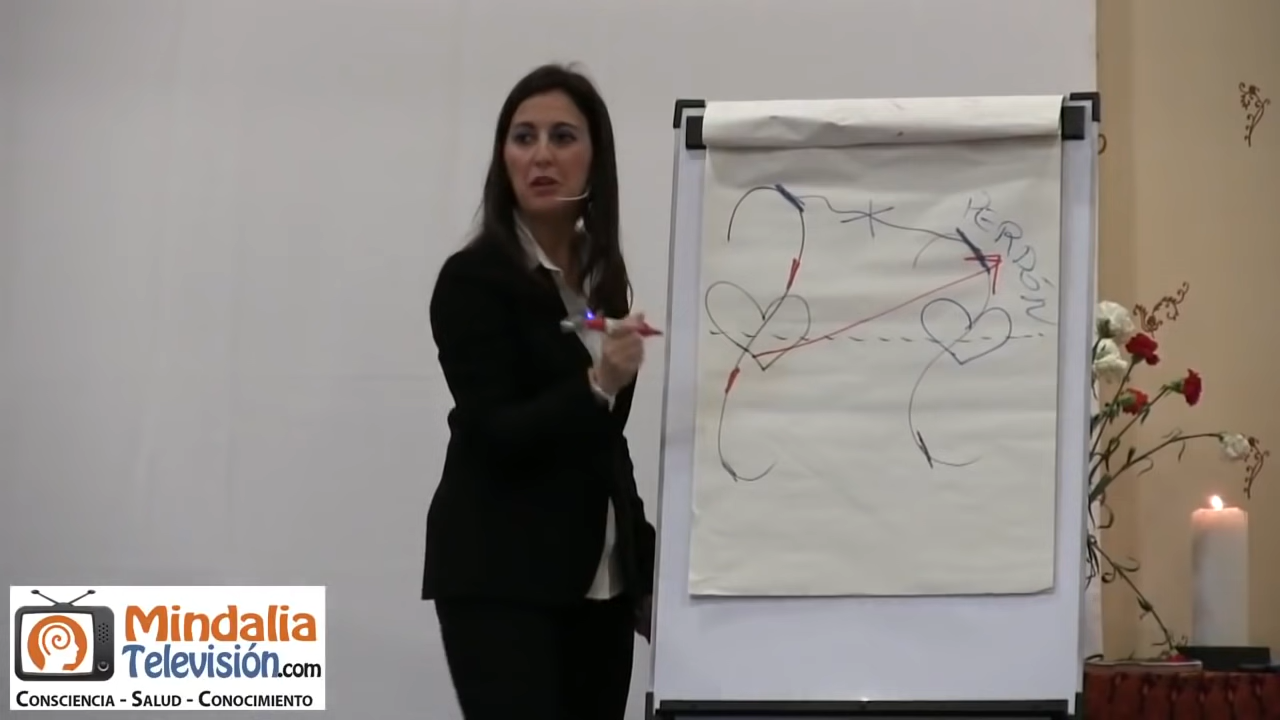 PERDÓN
Mindalia
Televisión.com
CONSCIENCIA - SALUD - CONOCIMIENTO